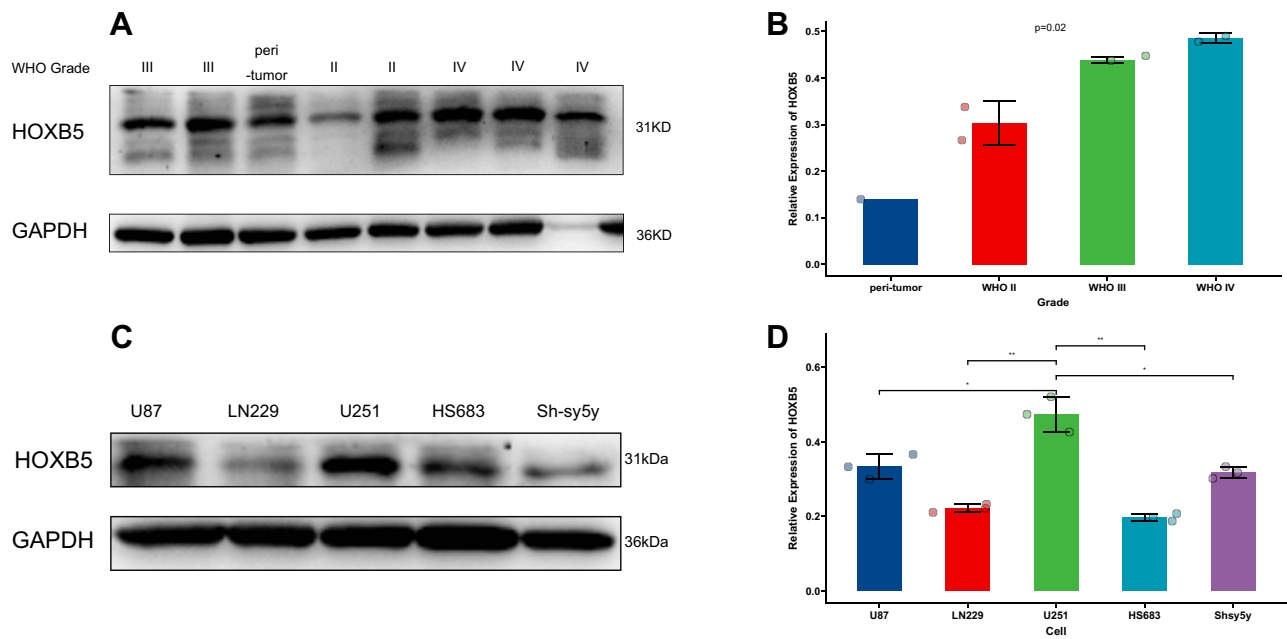 A
WHO Grade
III
III
peri
-tumor
II
II
IV
IV
IV
HOXB5
31KD
GAPDH
36KD
B
p=0.02
Relative Expression of HOXB5
0.5
0.4
0.3
0.2
0.1
0.0
peri-tumor
WHO II
WHO III
WHO IV
Grade
C
U87
LN229
U251
HS683
Sh-sy5y
HOXB5
31kDa
GAPDH
36kDa
D
Relative Expression of HOXB5
0.6
0.4
0.2
0.0
**
**
*
*
U87
LN229
U251
HS683
Shsy5y
Cell